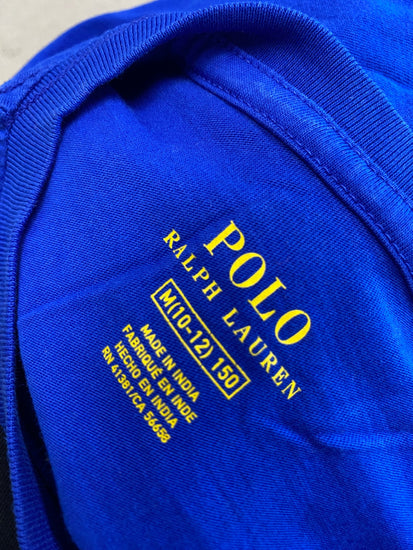 POLO
RALPH LAUREN
M(10-12) 150
MADE IN INDIA
FABRIQUÉ EN INDE
HECHO EN INDIA
RN 41381/CA 56658